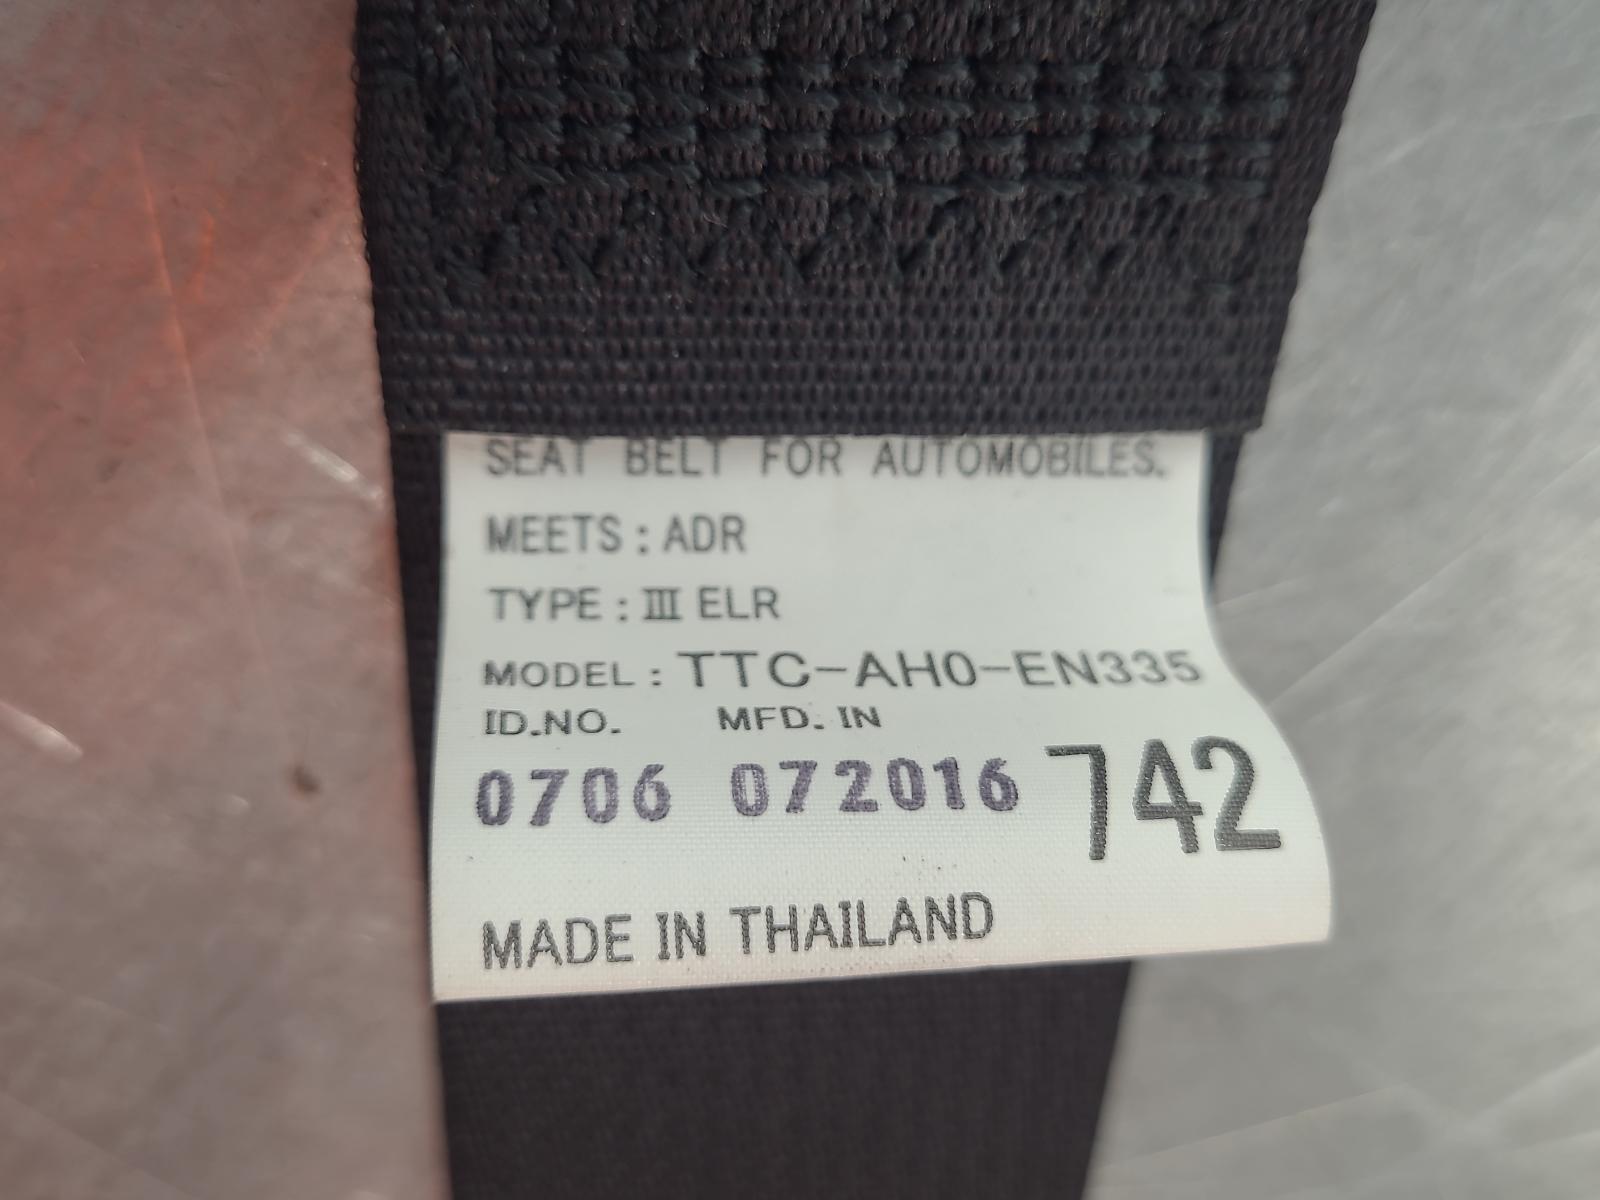 SEAT BELT FOR AUTOMOBILES.
MEETS : ADR
TYPE : III ELR
MODEL : TTC-AH0-EN335
ID.NO. MFD. IN
0706 072016 742
MADE IN THAILAND